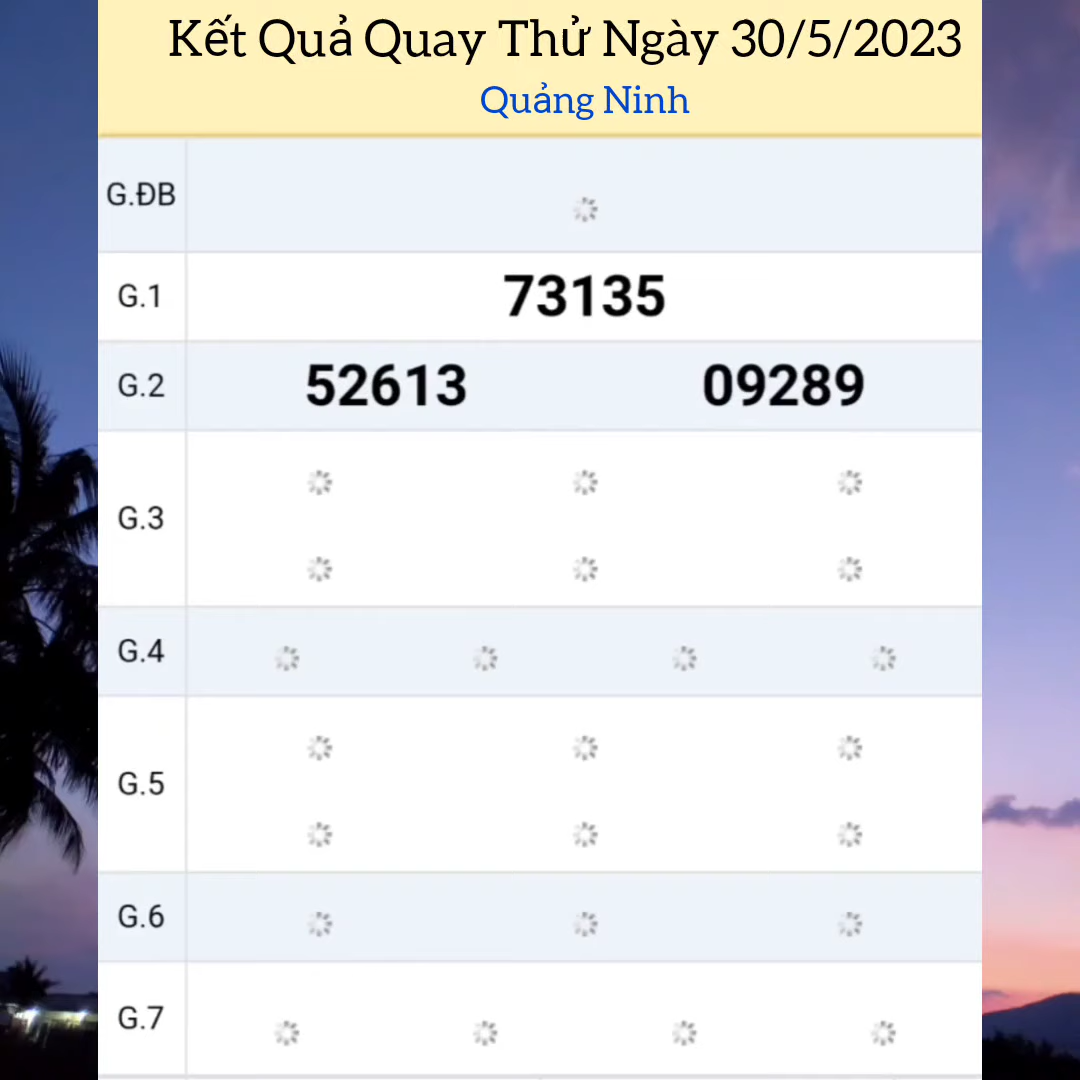 Kết Quả Quay Thử Ngày 30/5/2023
Quảng Ninh
G.ĐB
G.1 73135
G.2 52613 09289
G.3
G.4
G.5
G.6
G.7